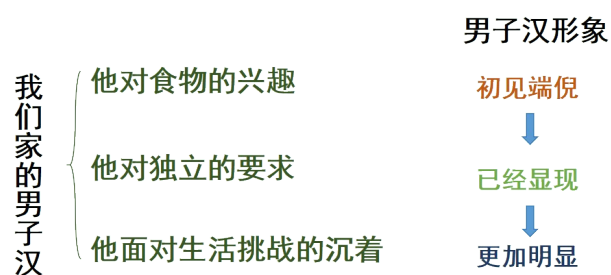 男子汉形象
我们家的男子汉
他对食物的兴趣
初见端倪
他对独立的要求
已经显现
他面对生活挑战的沉着
更加明显